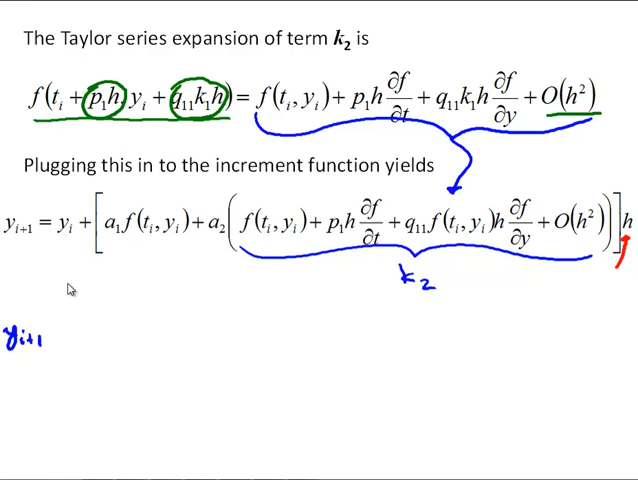 The Taylor series expansion of term k₂ is
f(tᵢ + p₁h, yᵢ + q₁₁k₁h) = f(tᵢ, yᵢ) + p₁h ∂f/∂t + q₁₁k₁h ∂f/∂y + O(h²)
Plugging this in to the increment function yields
yᵢ₊₁ = yᵢ + [a₁f(tᵢ, yᵢ) + a₂(f(tᵢ, yᵢ) + p₁h ∂f/∂t + q₁₁f(tᵢ, yᵢ)h ∂f/∂y + O(h²))]h
k₂
yᵢ₊₁